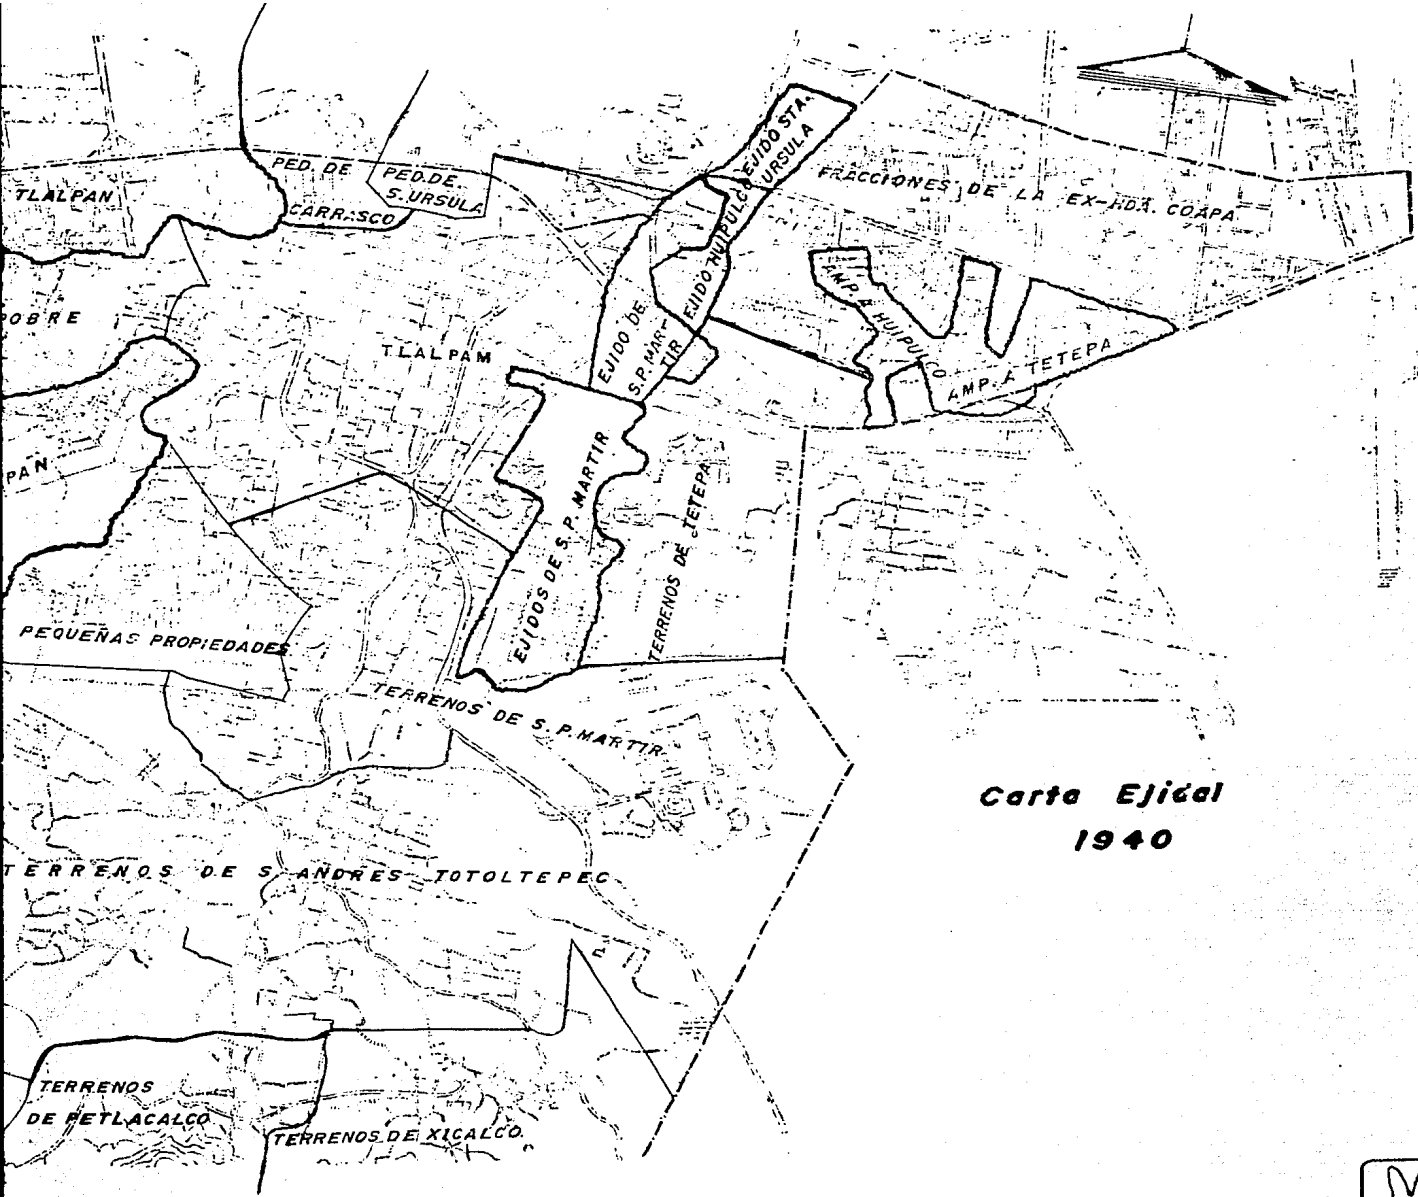 EJIDO STA.
URSULA
PED. DE
CARRASCO
PED. DE
S. URSULA
TLALPAN
FRACCIONES DE LA EX-HDA. COAPA
EJIDO HUIPULCO
AMP. A HUIPULCO
EJIDO DE
S.P. MARTIR
OBRE
TLALPAM
AMP. A TETEPA
PAN
EJIDOS DE S. P. MARTIR
TERRENOS DE TETEPA
PEQUEÑAS PROPIEDADES
TERRENOS DE S. P. MARTIR
Carta Ejidal
1940
TERRENOS DE S. ANDRES TOTOLTEPEC
TERRENOS
DE PETLACALCO
TERRENOS DE XICALCO.